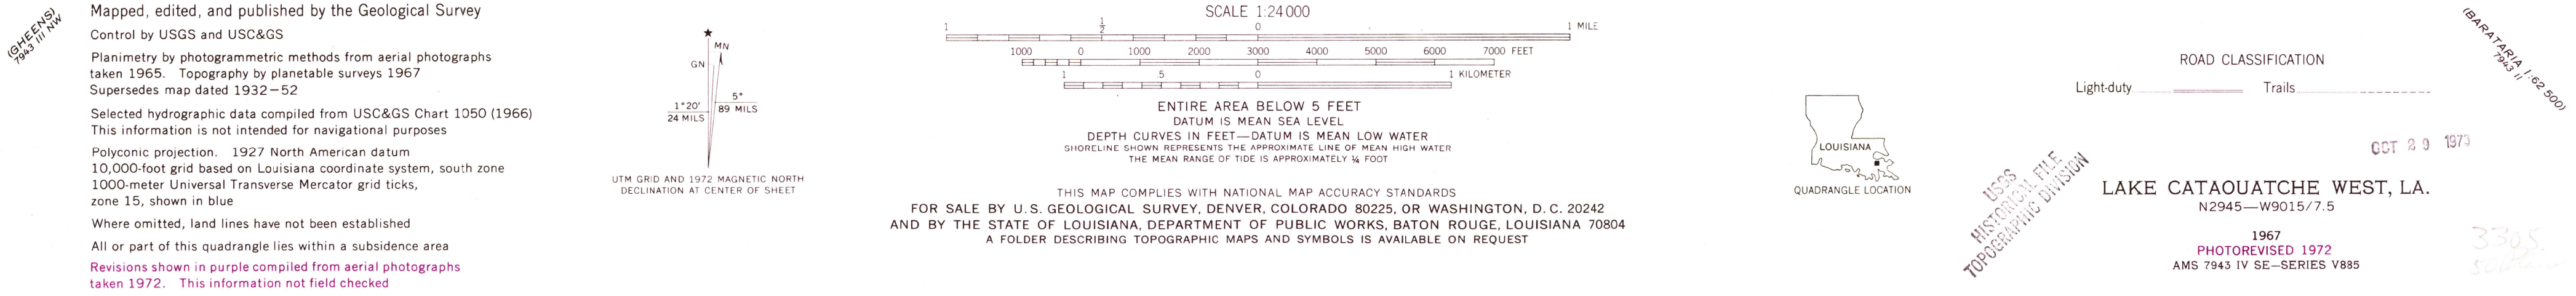 (GHEENS)
7943 III NW
Mapped, edited, and published by the Geological Survey
Control by USGS and USC&GS
Planimetry by photogrammetric methods from aerial photographs
taken 1965. Topography by planetable surveys 1967
Supersedes map dated 1932–52
Selected hydrographic data compiled from USC&GS Chart 1050 (1966)
This information is not intended for navigational purposes
Polyconic projection. 1927 North American datum
10,000-foot grid based on Louisiana coordinate system, south zone
1000-meter Universal Transverse Mercator grid ticks,
zone 15, shown in blue
Where omitted, land lines have not been established
All or part of this quadrangle lies within a subsidence area
Revisions shown in purple compiled from aerial photographs
taken 1972. This information not field checked
★
MN
GN
1°20'
24 MILS
5°
89 MILS
UTM GRID AND 1972 MAGNETIC NORTH
DECLINATION AT CENTER OF SHEET
SCALE 1:24 000
1 ½ 0 1 MILE
1000 0 1000 2000 3000 4000 5000 6000 7000 FEET
1 .5 0 1 KILOMETER
ENTIRE AREA BELOW 5 FEET
DATUM IS MEAN SEA LEVEL
DEPTH CURVES IN FEET—DATUM IS MEAN LOW WATER
SHORELINE SHOWN REPRESENTS THE APPROXIMATE LINE OF MEAN HIGH WATER
THE MEAN RANGE OF TIDE IS APPROXIMATELY ¼ FOOT
THIS MAP COMPLIES WITH NATIONAL MAP ACCURACY STANDARDS
FOR SALE BY U.S. GEOLOGICAL SURVEY, DENVER, COLORADO 80225, OR WASHINGTON, D.C. 20242
AND BY THE STATE OF LOUISIANA, DEPARTMENT OF PUBLIC WORKS, BATON ROUGE, LOUISIANA 70804
A FOLDER DESCRIBING TOPOGRAPHIC MAPS AND SYMBOLS IS AVAILABLE ON REQUEST
LOUISIANA
QUADRANGLE LOCATION
ROAD CLASSIFICATION
Light-duty Trails
(BARATARIA 1:62 500)
7943 II
OCT 29 1973
USGS
HISTORICAL FILE
TOPOGRAPHIC DIVISION
LAKE CATAOUATCHE WEST, LA.
N2945—W9015/7.5
1967
PHOTOREVISED 1972
AMS 7943 IV SE—SERIES V885